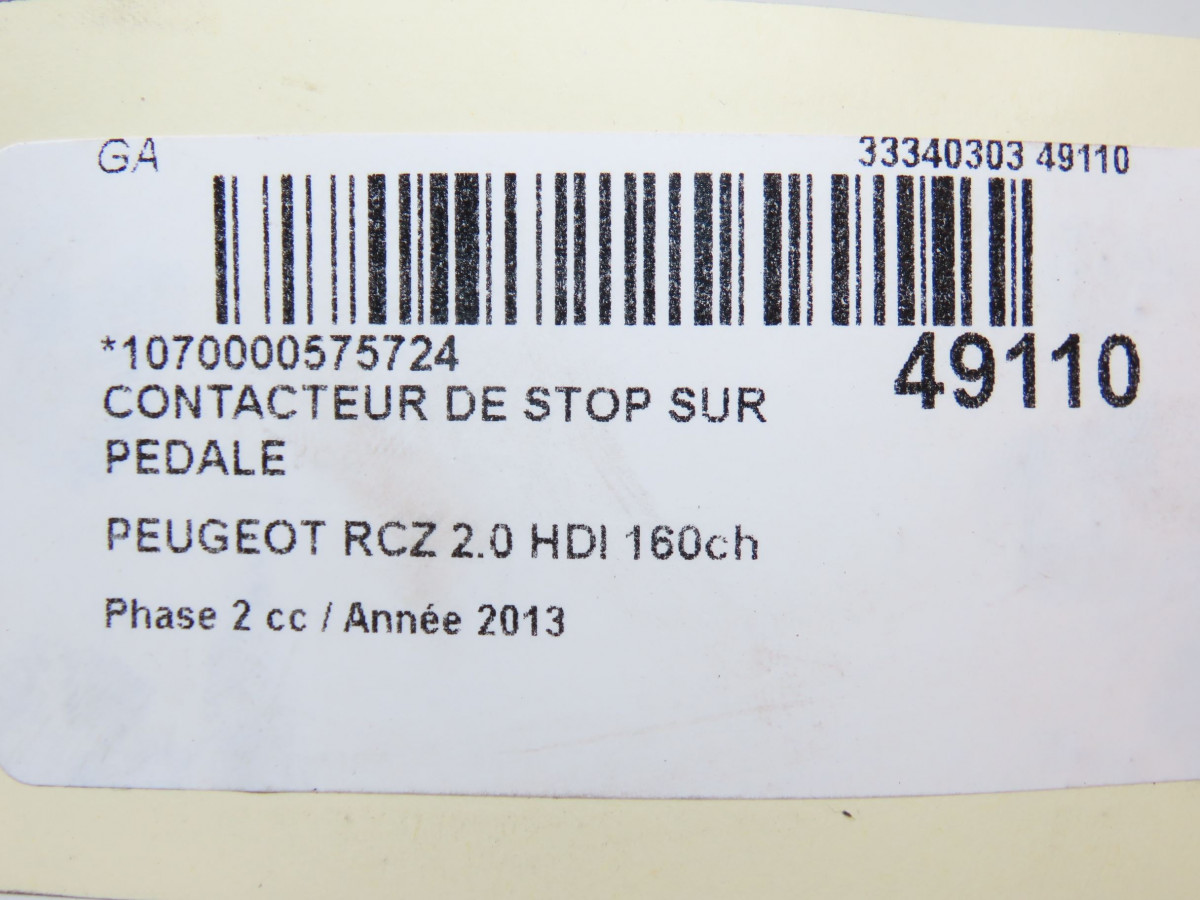 GA 33340303 49110
*1070000575724 49110
CONTACTEUR DE STOP SUR
PEDALE
PEUGEOT RCZ 2.0 HDI 160ch
Phase 2 cc / Année 2013